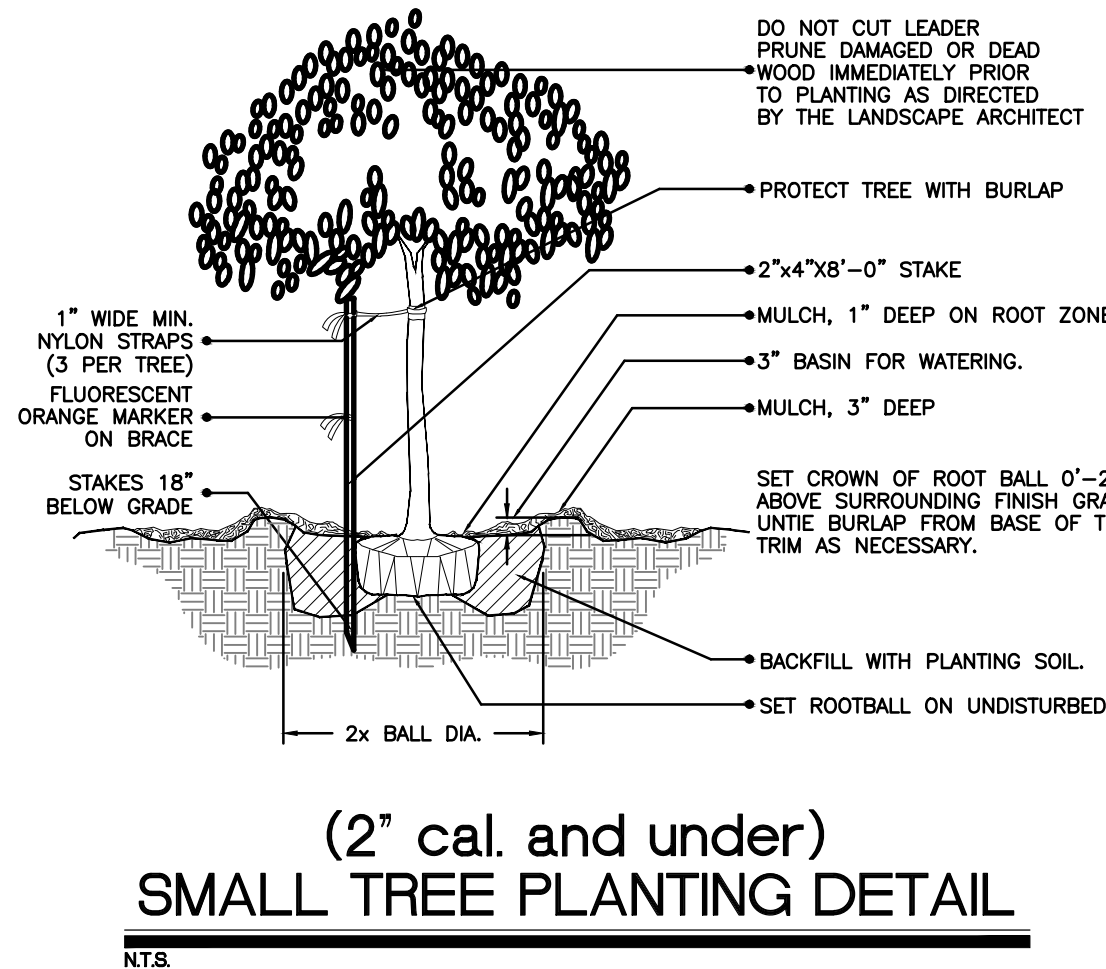 DO NOT CUT LEADER
PRUNE DAMAGED OR DEAD
WOOD IMMEDIATELY PRIOR
TO PLANTING AS DIRECTED
BY THE LANDSCAPE ARCHITECT
PROTECT TREE WITH BURLAP
2"x4"X8'-0" STAKE
MULCH, 1" DEEP ON ROOT ZONE
3" BASIN FOR WATERING.
MULCH, 3" DEEP
SET CROWN OF ROOT BALL 0'-2
ABOVE SURROUNDING FINISH
UNTIE BURLAP FROM BASE OF
TRIM AS NECESSARY.
BACKFILL WITH PLANTING SOIL.
SET ROOTBALL ON UNDISTURBED
1" WIDE MIN.
NYLON STRAPS
(3 PER TREE)
FLUORESCENT
ORANGE MARKER
ON BRACE
STAKES 18"
BELOW GRADE
2x BALL DIA.
(2" cal. and under)
SMALL TREE PLANTING DETAIL
N.T.S.